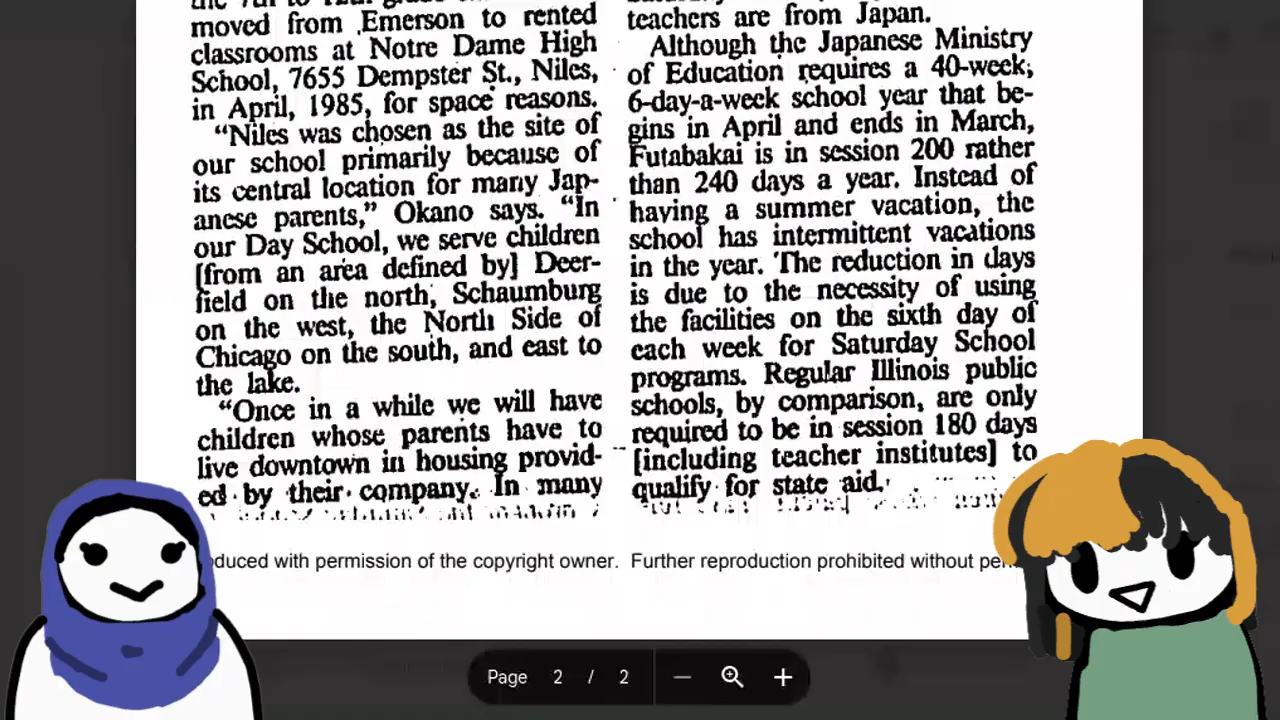 moved from Emerson to rented
classrooms at Notre Dame High
School, 7655 Dempster St., Niles,
in April, 1985, for space reasons.
“Niles was chosen as the site of
our school primarily because of
its central location for many Jap-
anese parents,” Okano says. “In
our Day School, we serve children
[from an area defined by] Deer-
field on the north, Schaumburg
on the west, the North Side of
Chicago on the south, and east to
the lake.
“Once in a while we will have
children whose parents have to
live downtown in housing provid-
ed by their company. In many
teachers are from Japan.
Although the Japanese Ministry
of Education requires a 40-week,
6-day-a-week school year that be-
gins in April and ends in March,
Futabakai is in session 200 rather
than 240 days a year. Instead of
having a summer vacation, the
school has intermittent vacations
in the year. The reduction in days
is due to the necessity of using
the facilities on the sixth day of
each week for Saturday School
programs. Regular Illinois public
schools, by comparison, are only
required to be in session 180 days
[including teacher institutes] to
qualify for state aid.
oduced with permission of the copyright owner. Further reproduction prohibited without per
Page 2 / 2